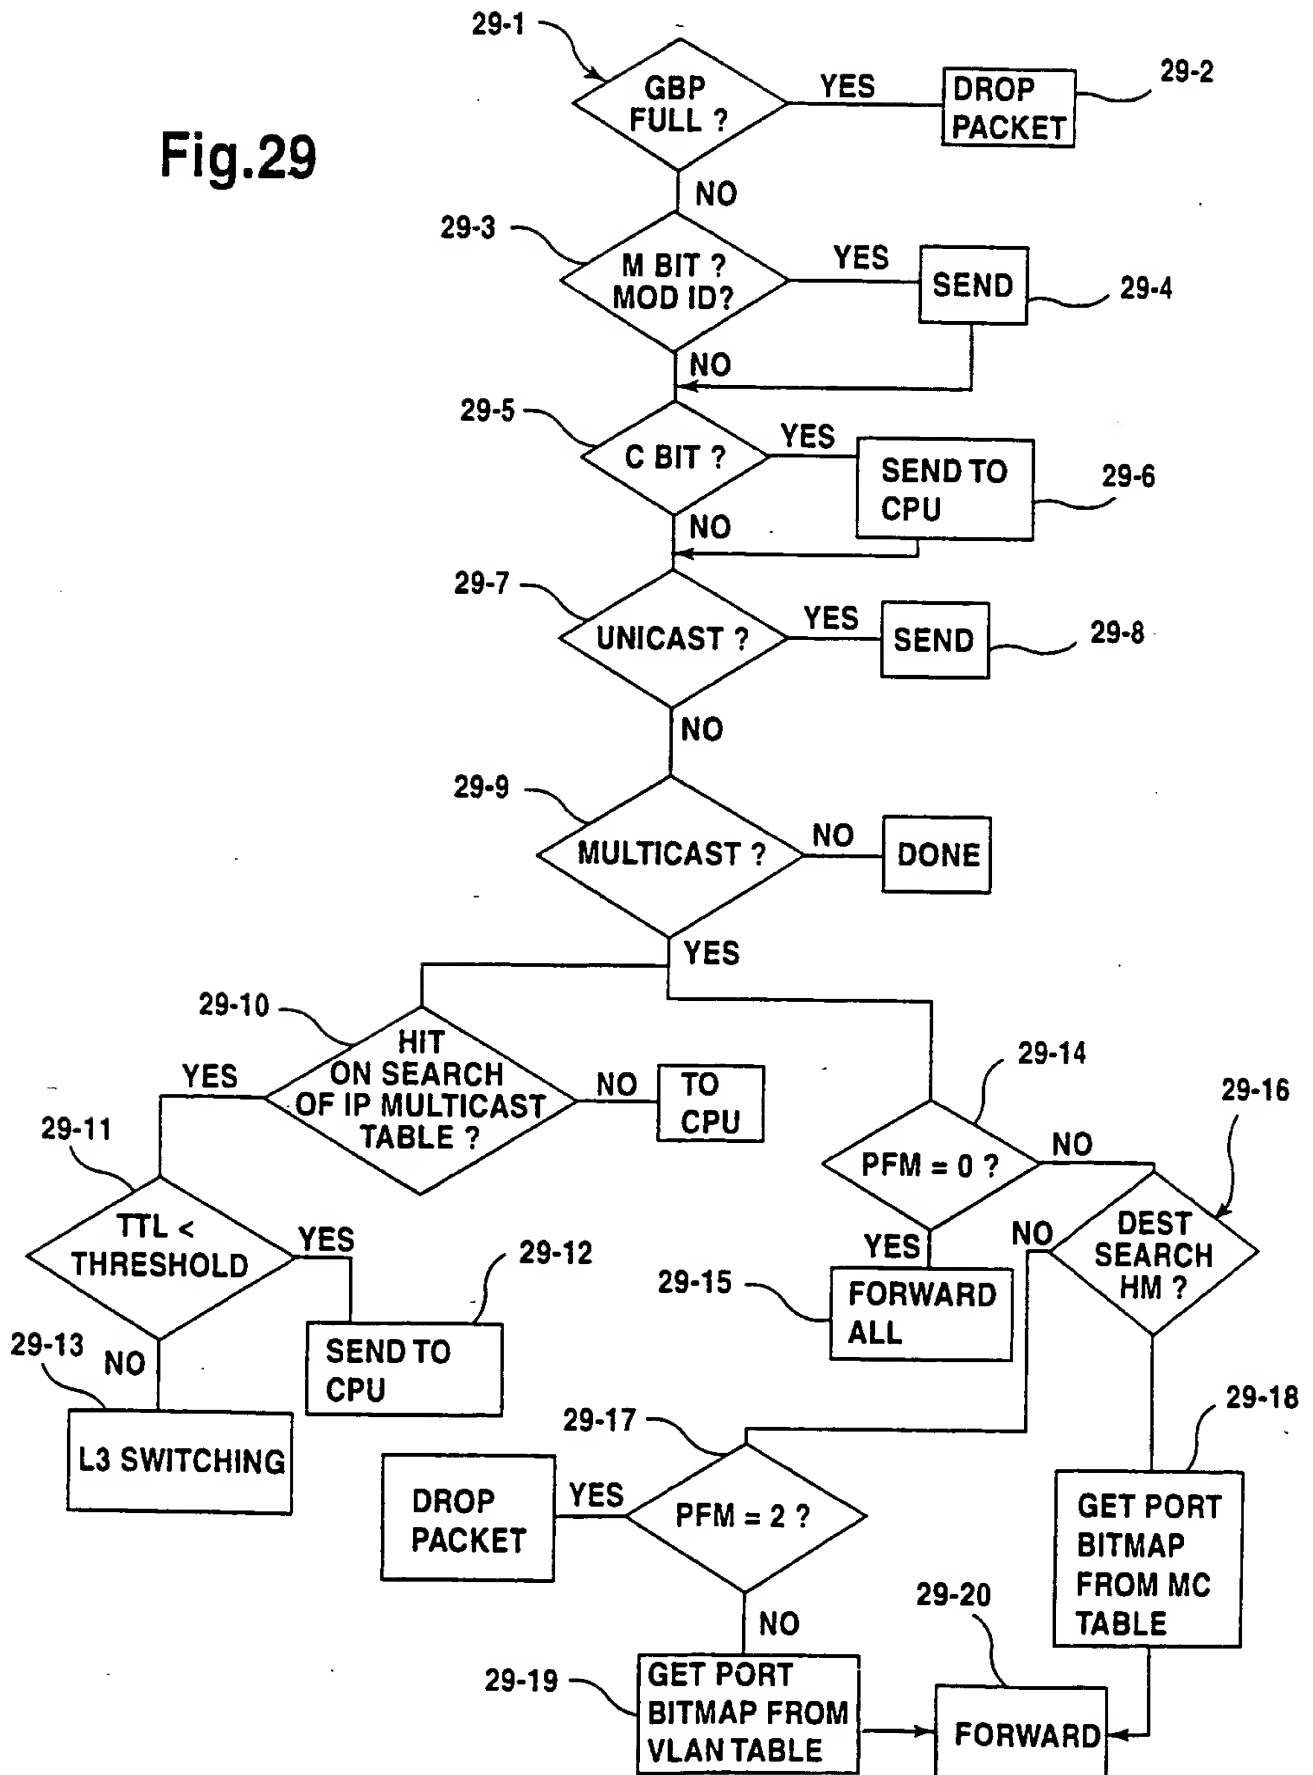 Fig.29
29-1
GBP
FULL ?
YES
DROP
PACKET
29-2
NO
29-3
M BIT ?
MOD ID?
YES
SEND
29-4
NO
29-5
C BIT ?
YES
SEND TO
CPU
29-6
NO
29-7
UNICAST ?
YES
SEND
29-8
NO
29-9
MULTICAST ?
NO
DONE
YES
29-10
HIT
ON SEARCH
OF IP MULTICAST
TABLE ?
YES
NO
TO
CPU
29-11
TTL <
THRESHOLD
YES
29-12
SEND TO
CPU
29-13
NO
L3 SWITCHING
29-14
PFM = 0 ?
NO
YES
29-15
FORWARD
ALL
29-16
DEST
SEARCH
HM ?
NO
29-17
PFM = 2 ?
YES
DROP
PACKET
NO
29-18
GET PORT
BITMAP
FROM MC
TABLE
29-19
GET PORT
BITMAP FROM
VLAN TABLE
29-20
FORWARD